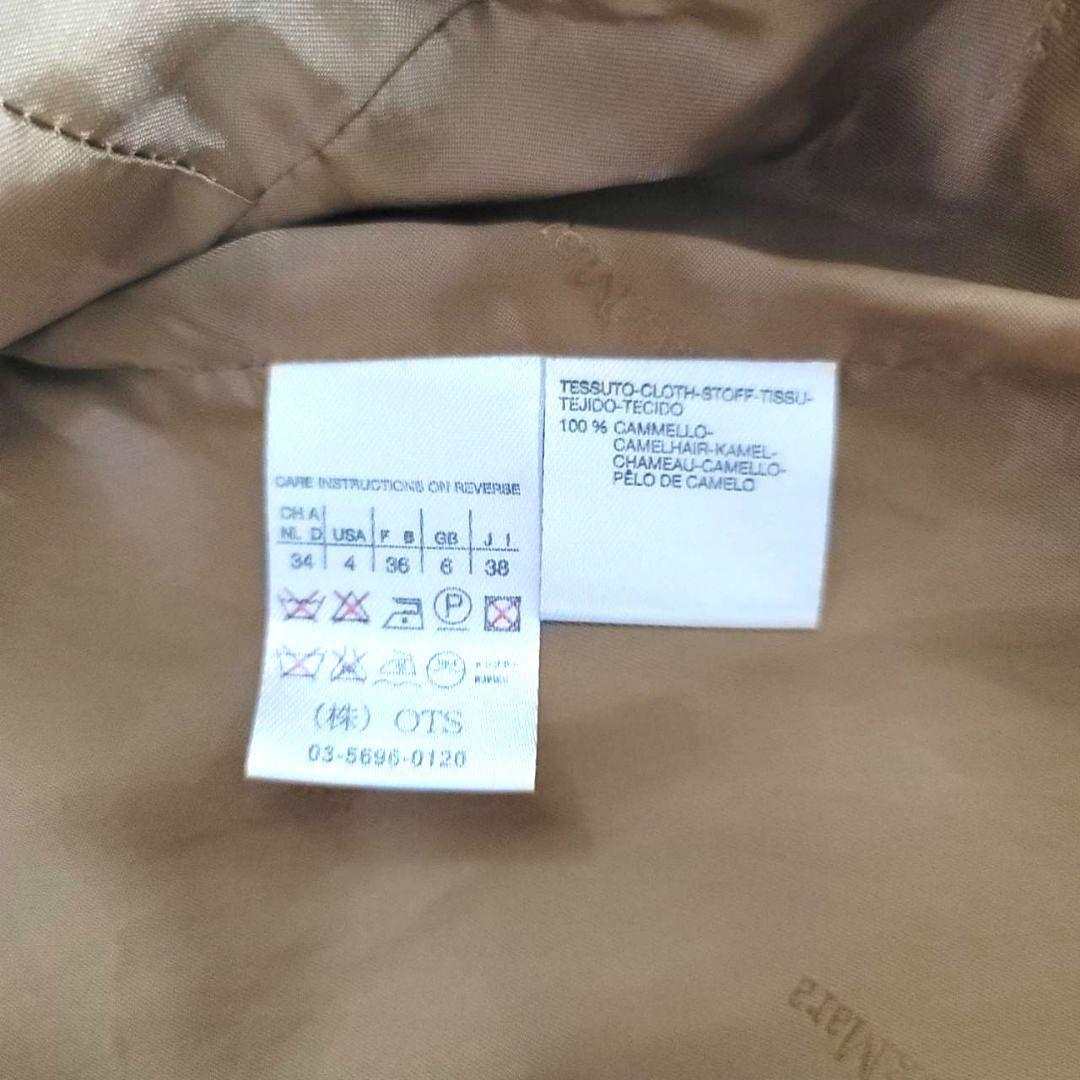 CARE INSTRUCTIONS ON REVERSE
CH A
NL D USA F B GB J I
34 4 36 6 38
P
（株） OTS
03-5696-0120
TESSUTO-CLOTH-STOFF-TISSU-
TEJIDO-TECIDO
100 % CAMMELLO-
CAMELHAIR-KAMEL-
CHAMEAU-CAMELLO-
PÊLO DE CAMELO
Mara